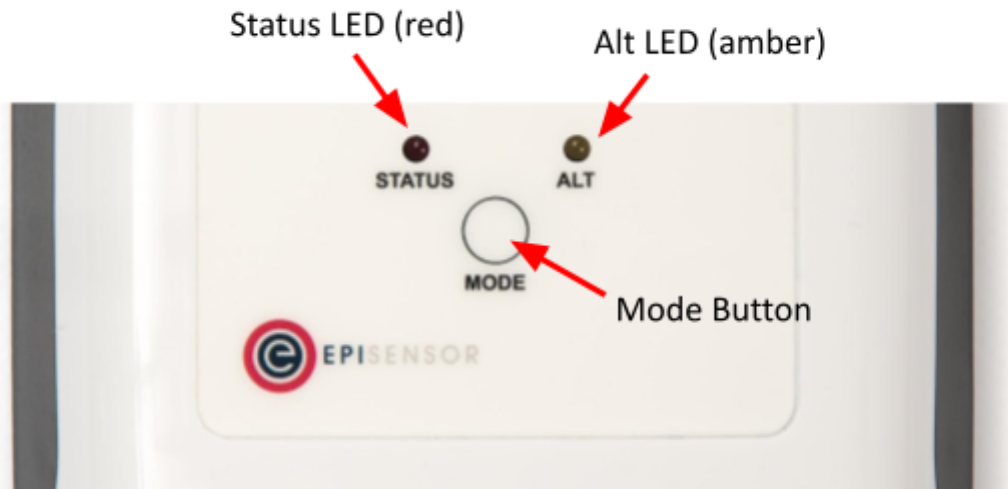 Status LED (red)
Alt LED (amber)
STATUS
ALT
MODE
Mode Button
e EPISENSOR